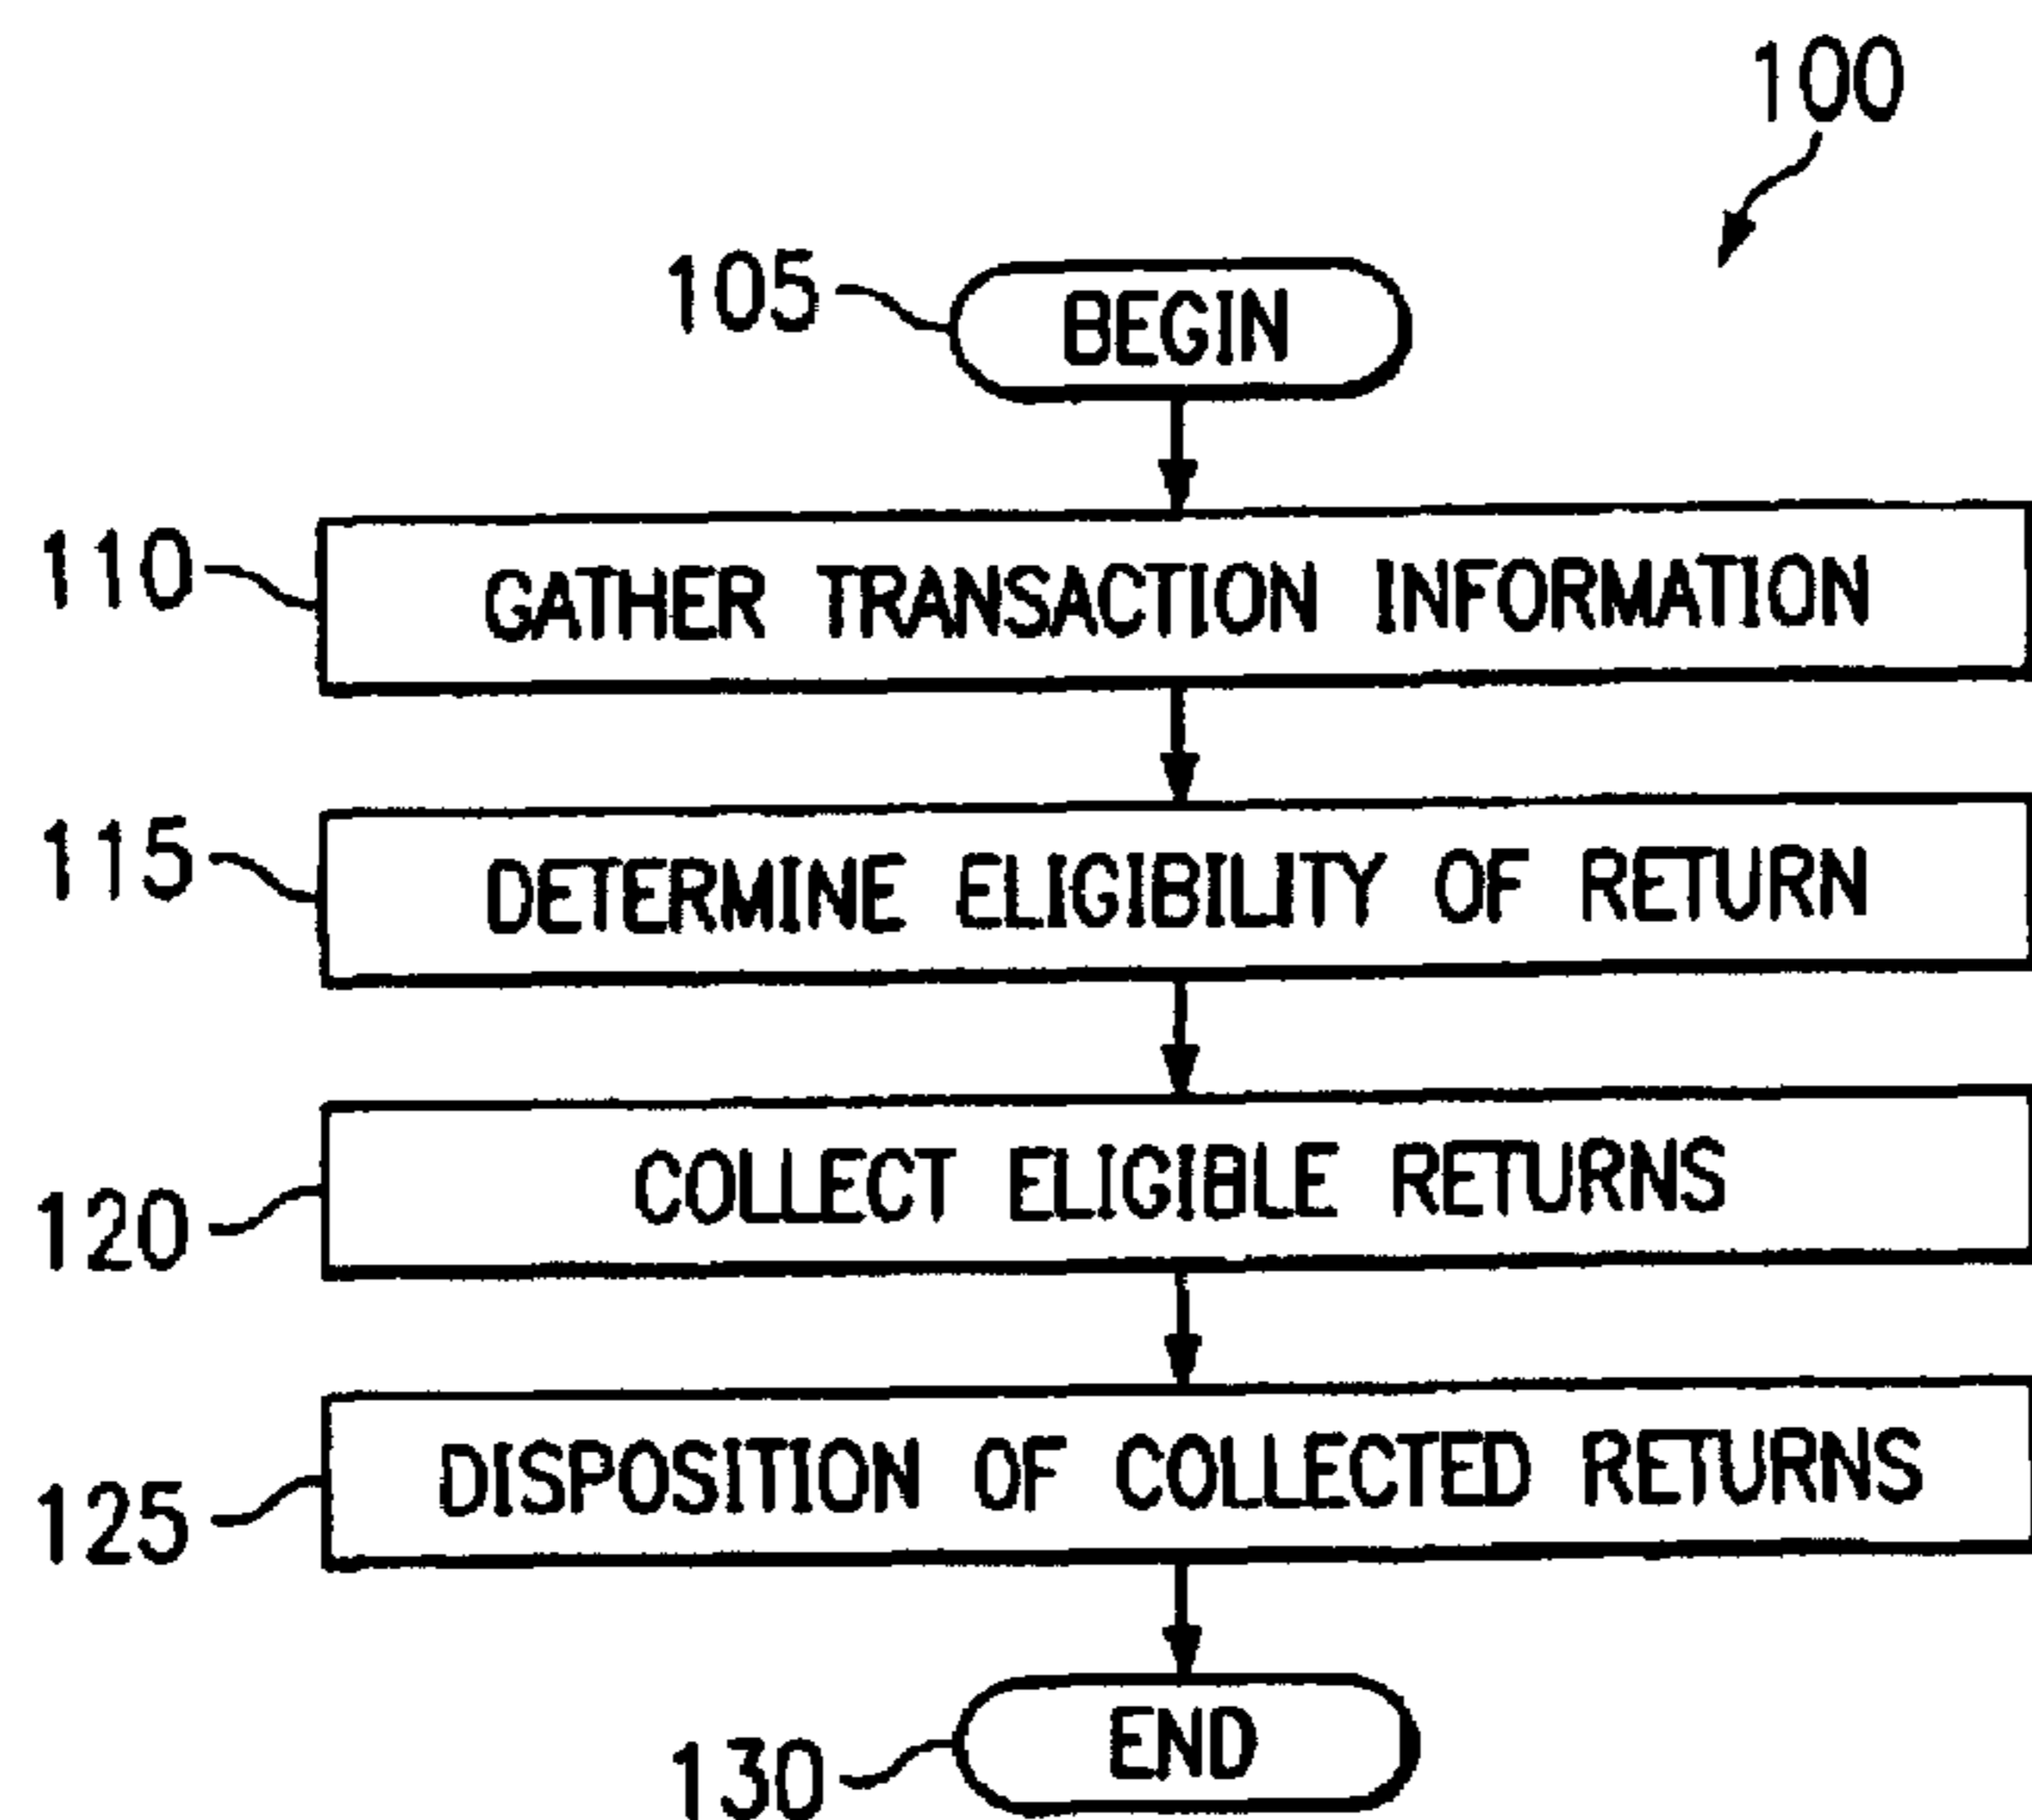 100
105 BEGIN
110 GATHER TRANSACTION INFORMATION
115 DETERMINE ELIGIBILITY OF RETURN
120 COLLECT ELIGIBLE RETURNS
125 DISPOSITION OF COLLECTED RETURNS
130 END